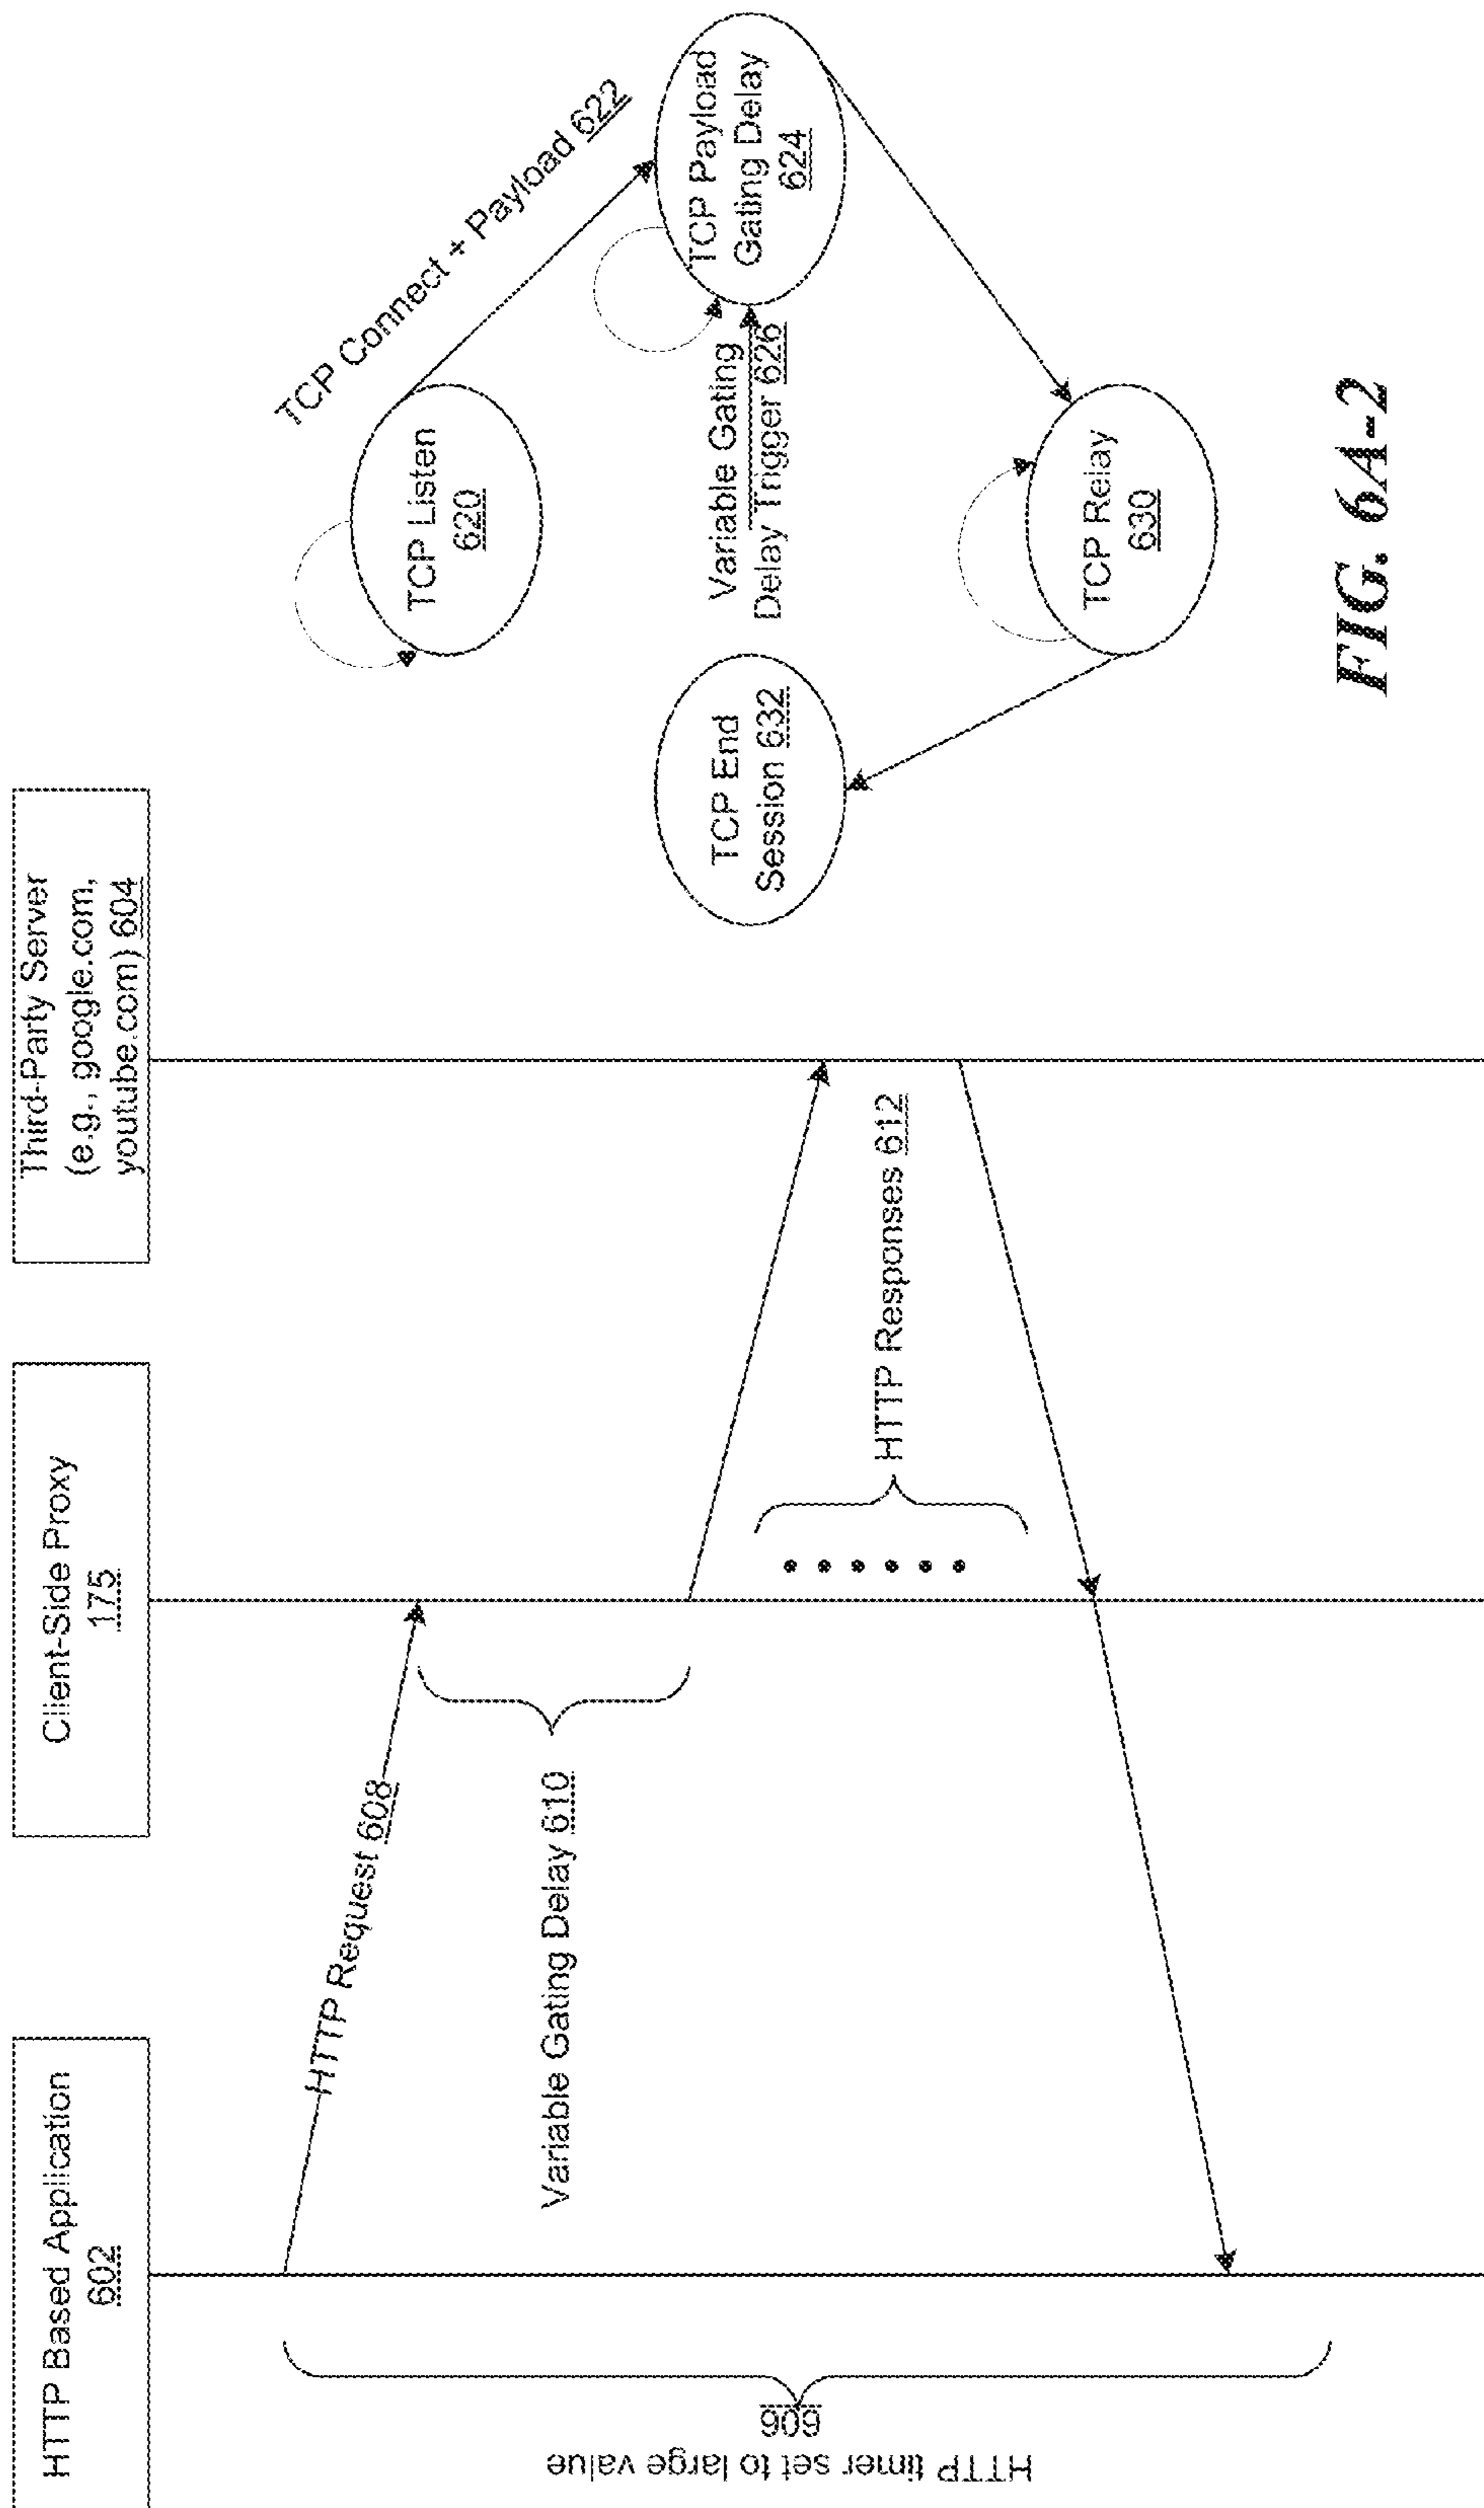 HTTP Based Application
602
Client-Side Proxy
175
Third-Party Server
(e.g., google.com,
youtube.com) 604
HTTP timer set to large value
606
HTTP Request 608
Variable Gating Delay 610
HTTP Responses 612
TCP Listen
620
TCP Connect + Payload 622
TCP Payload
Gating Delay
624
Variable Gating
Delay Trigger 626
TCP End
Session 632
TCP Relay
630
FIG. 6A-2